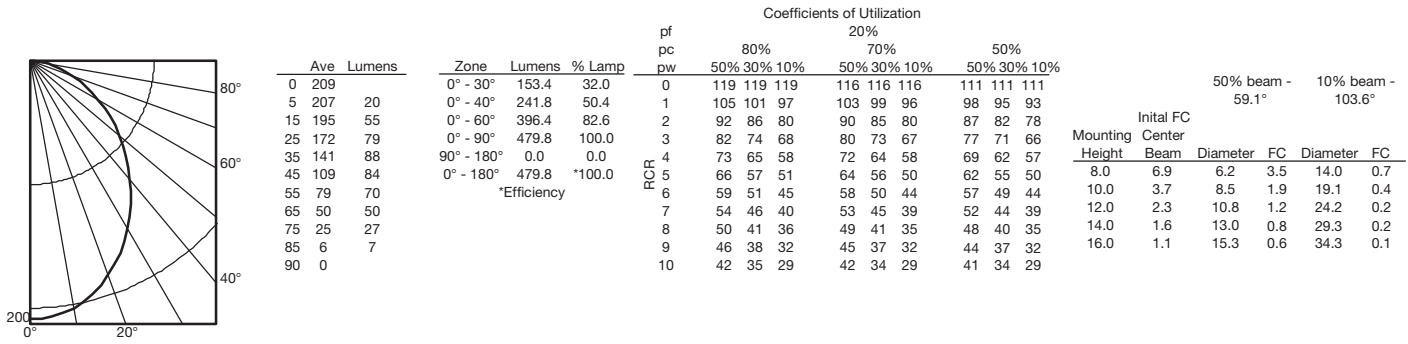 80°
60°
40°
200
0°
20°
Ave Lumens
0 209
5 207 20
15 195 55
25 172 79
35 141 88
45 109 84
55 79 70
65 50 50
75 25 27
85 6 7
90 0
Zone Lumens % Lamp
0° - 30° 153.4 32.0
0° - 40° 241.8 50.4
0° - 60° 396.4 82.6
0° - 90° 479.8 100.0
90° - 180° 0.0 0.0
0° - 180° 479.8 *100.0
*Efficiency
Coefficients of Utilization
pf 20%
pc 80% 70% 50%
pw 50% 30% 10% 50% 30% 10% 50% 30% 10%
RCR
0 119 119 119 116 116 116 111 111 111
1 105 101 97 103 99 96 98 95 93
2 92 86 80 90 85 80 87 82 78
3 82 74 68 80 73 67 77 71 66
4 73 65 58 72 64 58 69 62 57
5 66 57 51 64 56 50 62 55 50
6 59 51 45 58 50 44 57 49 44
7 54 46 40 53 45 39 52 44 39
8 50 41 36 49 41 35 48 40 35
9 46 38 32 45 37 32 44 37 32
10 42 35 29 42 34 29 41 34 29
50% beam - 10% beam -
59.1° 103.6°
Inital FC
Mounting Center
Height Beam Diameter FC Diameter FC
8.0 6.9 6.2 3.5 14.0 0.7
10.0 3.7 8.5 1.9 19.1 0.4
12.0 2.3 10.8 1.2 24.2 0.2
14.0 1.6 13.0 0.8 29.3 0.2
16.0 1.1 15.3 0.6 34.3 0.1